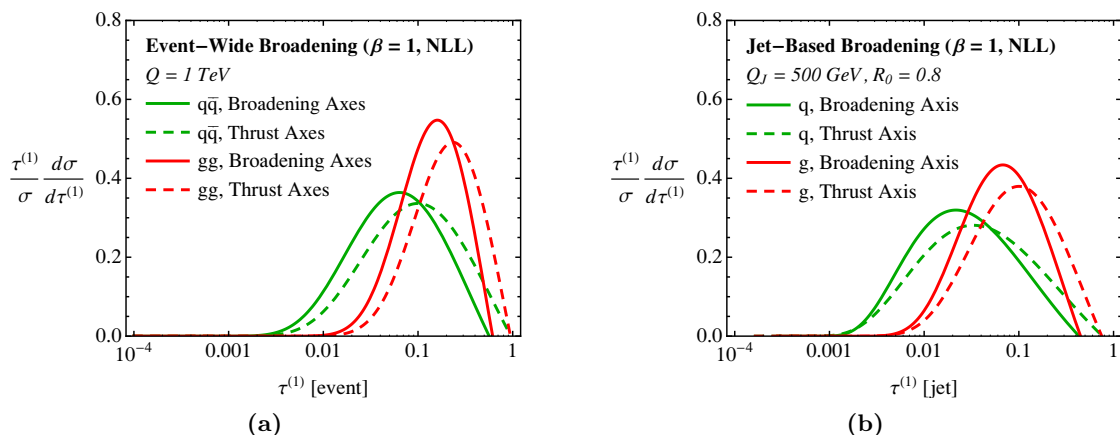 0.8
0.6
0.4
0.2
0.0
10⁻⁴
0.001
0.01
0.1
1
Event−Wide Broadening (β = 1, NLL)
Q = 1 TeV
qq̅, Broadening Axes
qq̅, Thrust Axes
gg, Broadening Axes
gg, Thrust Axes
τ⁽¹⁾ dσ
σ dτ⁽¹⁾
τ⁽¹⁾ [event]
(a)
0.8
0.6
0.4
0.2
0.0
10⁻⁴
0.001
0.01
0.1
1
Jet−Based Broadening (β = 1, NLL)
Q_J = 500 GeV, R₀ = 0.8
q, Broadening Axis
q, Thrust Axis
g, Broadening Axis
g, Thrust Axis
τ⁽¹⁾ dσ
σ dτ⁽¹⁾
τ⁽¹⁾ [jet]
(b)